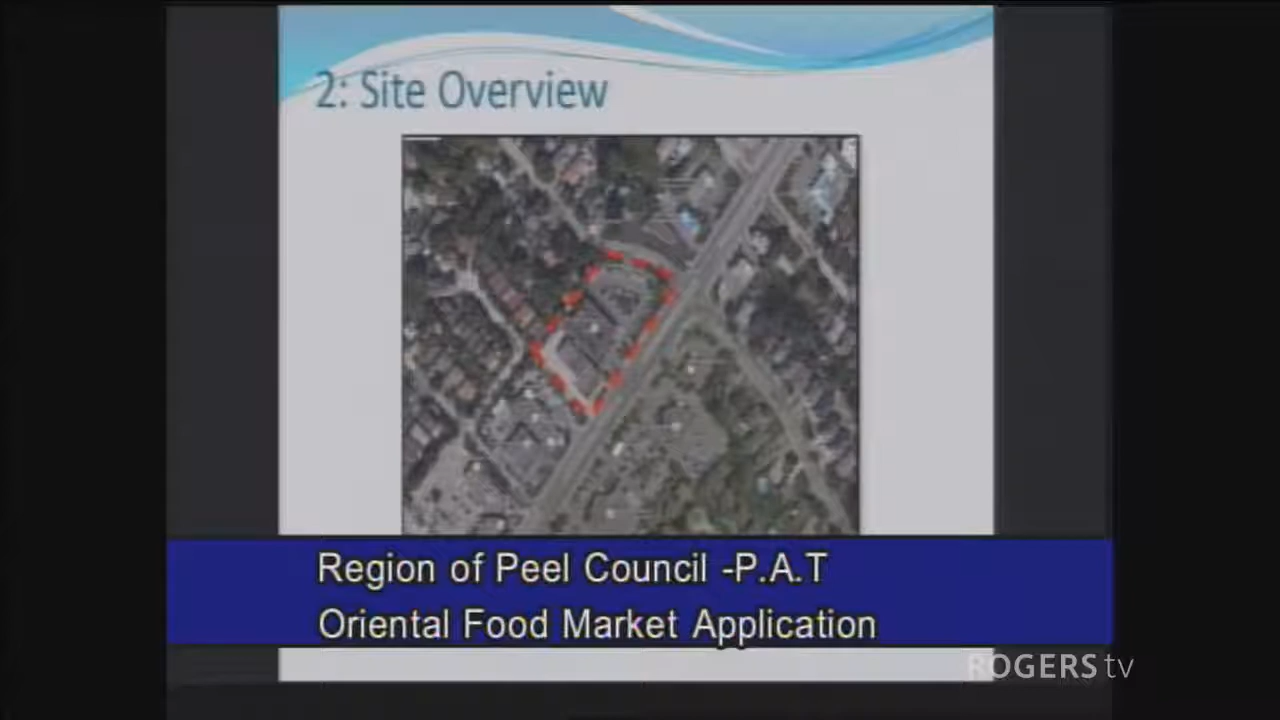 2: Site Overview
Region of Peel Council -P.A.T
Oriental Food Market Application
ROGERS tv